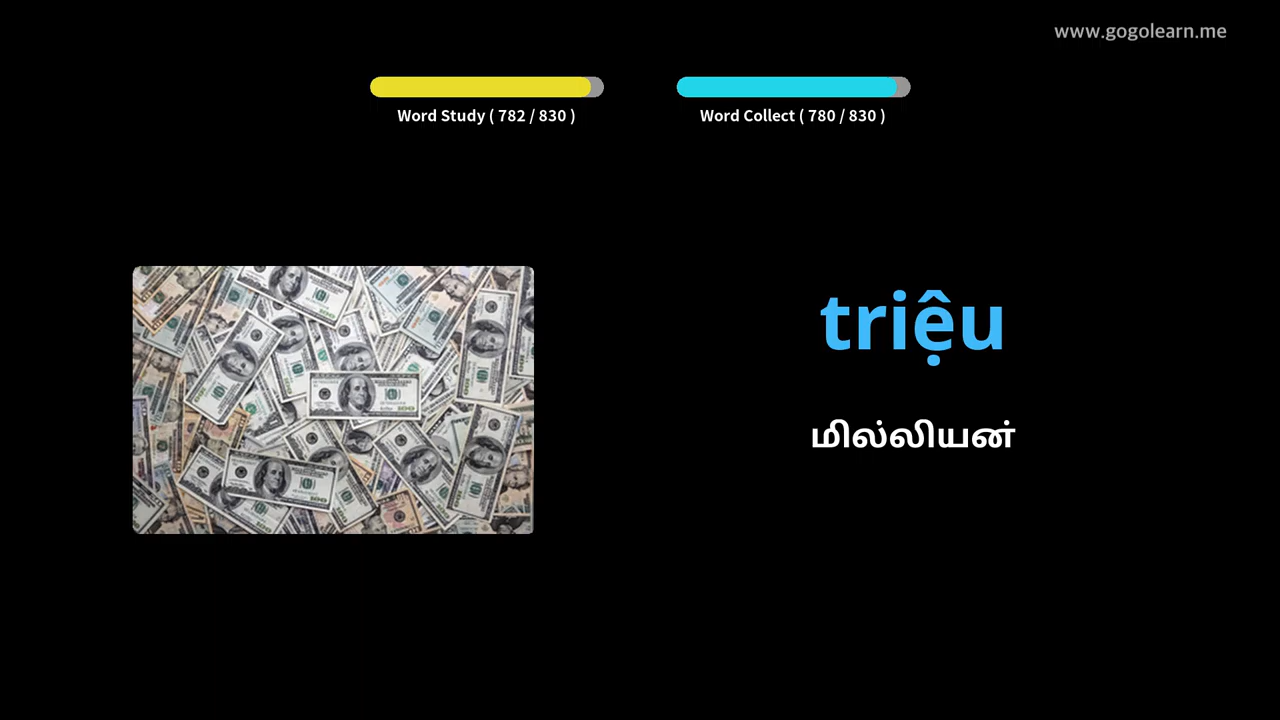 www.gogolearn.me
Word Study ( 782 / 830 )
Word Collect ( 780 / 830 )
triệu
மில்லியன்